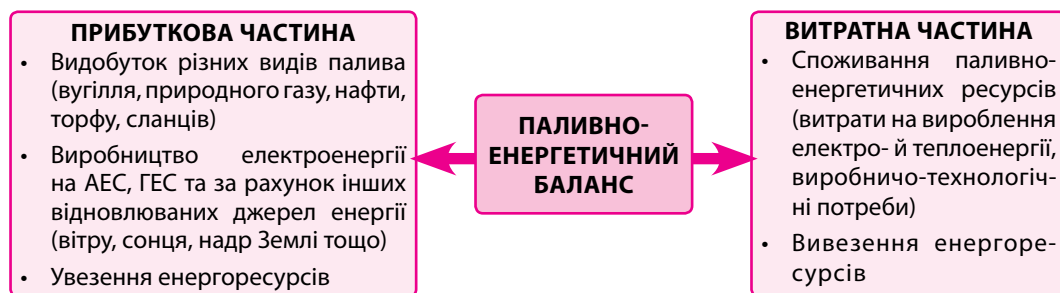 ПРИБУТКОВА ЧАСТИНА
• Видобуток різних видів палива
(вугілля, природного газу, нафти,
торфу, сланців)
• Виробництво електроенергії
на АЕС, ГЕС та за рахунок інших
відновлюваних джерел енергії
(вітру, сонця, надр Землі тощо)
• Увезення енергоресурсів
ПАЛИВНО-
ЕНЕРГЕТИЧНИЙ
БАЛАНС
ВИТРАТНА ЧАСТИНА
• Споживання паливно-
енергетичних ресурсів
(витрати на вироблення
електро- й теплоенергії,
виробничо-технологіч-
ні потреби)
• Вивезення енергоре-
сурсів